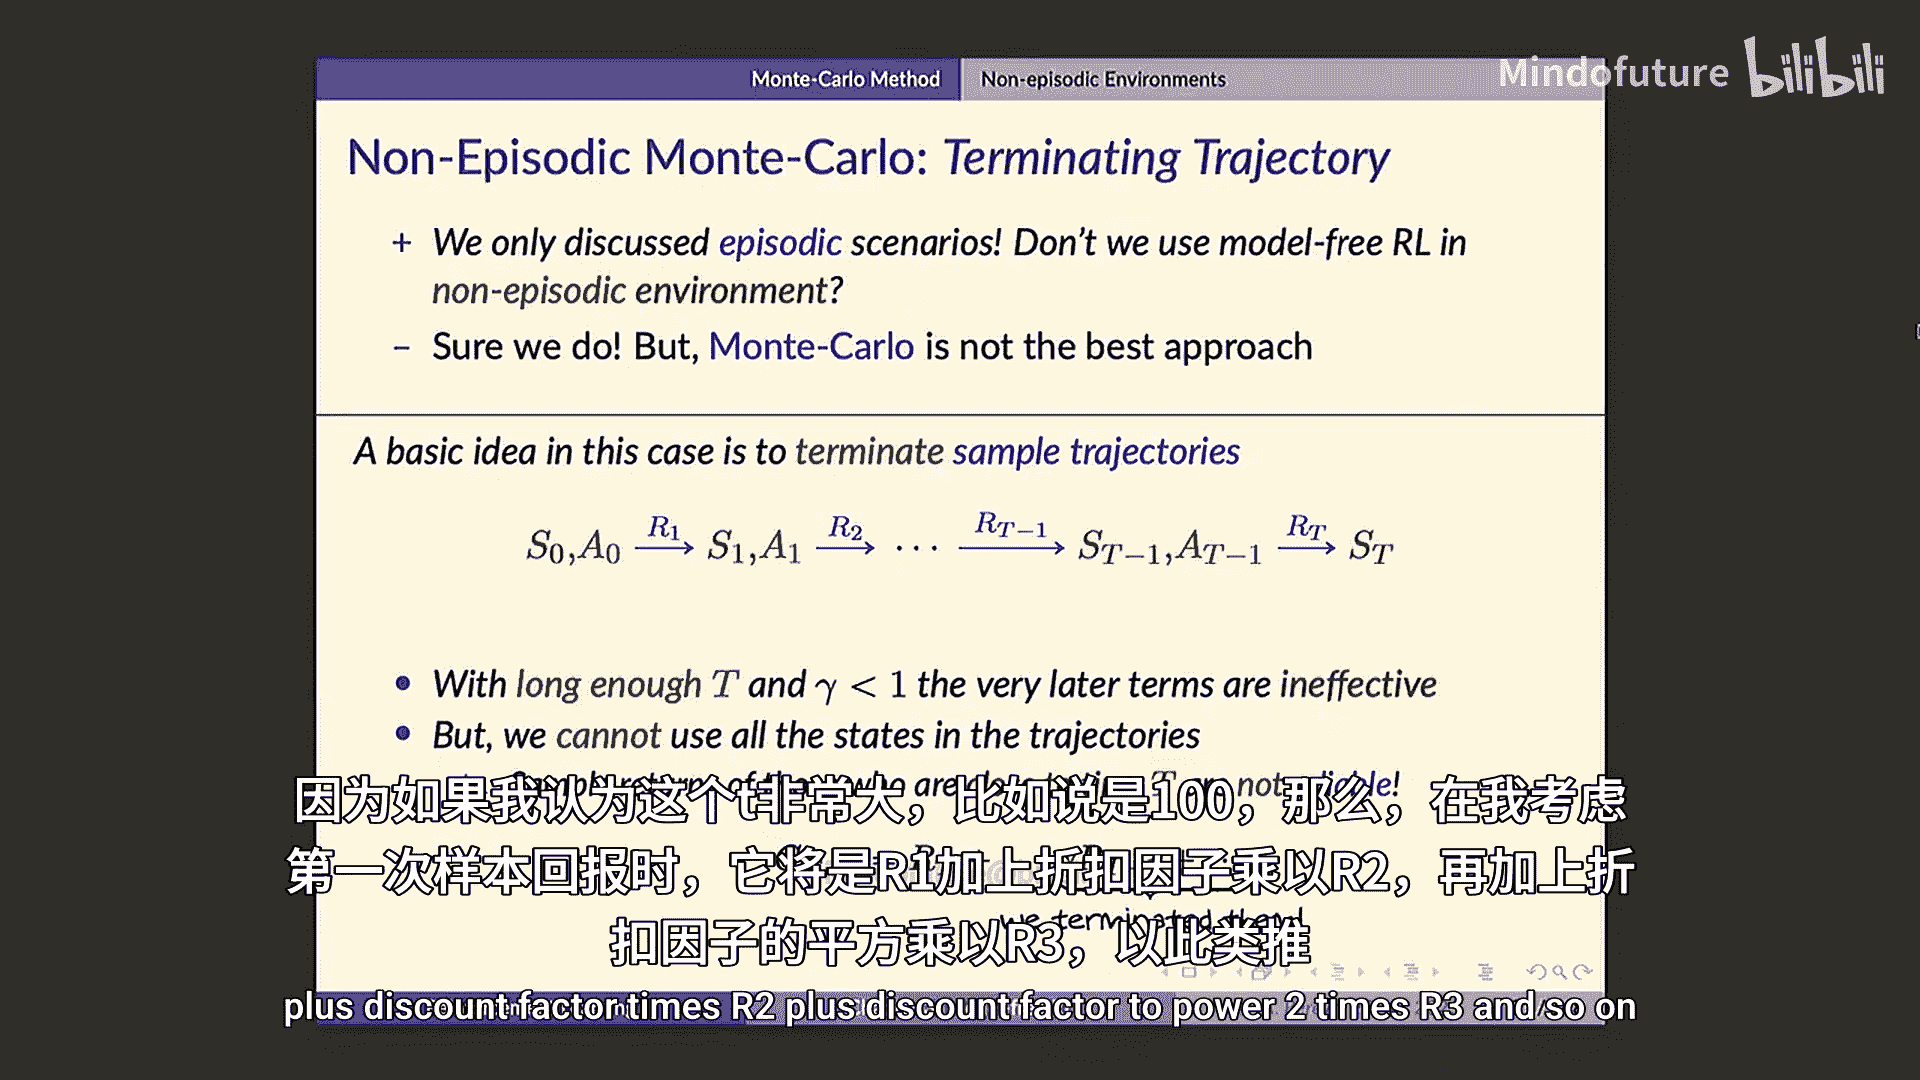 Monte-Carlo Method
Non-episodic Environments
Mindofuture bilibili
Non-Episodic Monte-Carlo: Terminating Trajectory
+ We only discussed episodic scenarios! Don't we use model-free RL in
non-episodic environment?
– Sure we do! But, Monte-Carlo is not the best approach
A basic idea in this case is to terminate sample trajectories
S₀,A₀ —R₁→ S₁,A₁ —R₂→ ⋯ —R_{T−1}→ S_{T−1},A_{T−1} —R_T→ S_T
• With long enough T and γ < 1 the very later terms are ineffective
• But, we cannot use all the states in the trajectories
因为如果我认为这个t非常大，比如说是100，那么，在我考虑
第一次样本回报时，它将是R1加上折扣因子乘以R2，再加上折
扣因子的平方乘以R3，以此类推
plus discount factor times R2 plus discount factor to power 2 times R3 and so on